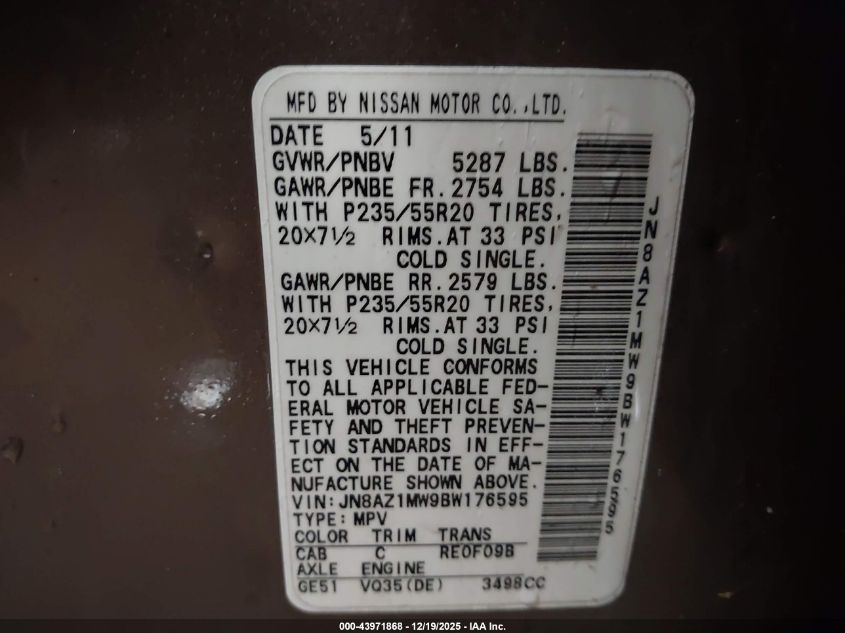 MFD BY NISSAN MOTOR CO.,LTD.
DATE 5/11
GVWR/PNBV 5287 LBS.
GAWR/PNBE FR. 2754 LBS.
WITH P235/55R20 TIRES,
20×7½ RIMS. AT 33 PSI
COLD SINGLE.
GAWR/PNBE RR. 2579 LBS.
WITH P235/55R20 TIRES,
20×7½ RIMS. AT 33 PSI
COLD SINGLE.
THIS VEHICLE CONFORMS
TO ALL APPLICABLE FED-
ERAL MOTOR VEHICLE SA-
FETY AND THEFT PREVEN-
TION STANDARDS IN EFF-
ECT ON THE DATE OF MA-
NUFACTURE SHOWN ABOVE.
VIN: JN8AZ1MW9BW176595
TYPE: MPV
COLOR TRIM TRANS
CAB C RE0F09B
AXLE ENGINE
GE51 VQ35(DE) 3498CC
JN8AZ1MW9BW176595
000-43971868 - 12/19/2025 - IAA Inc.